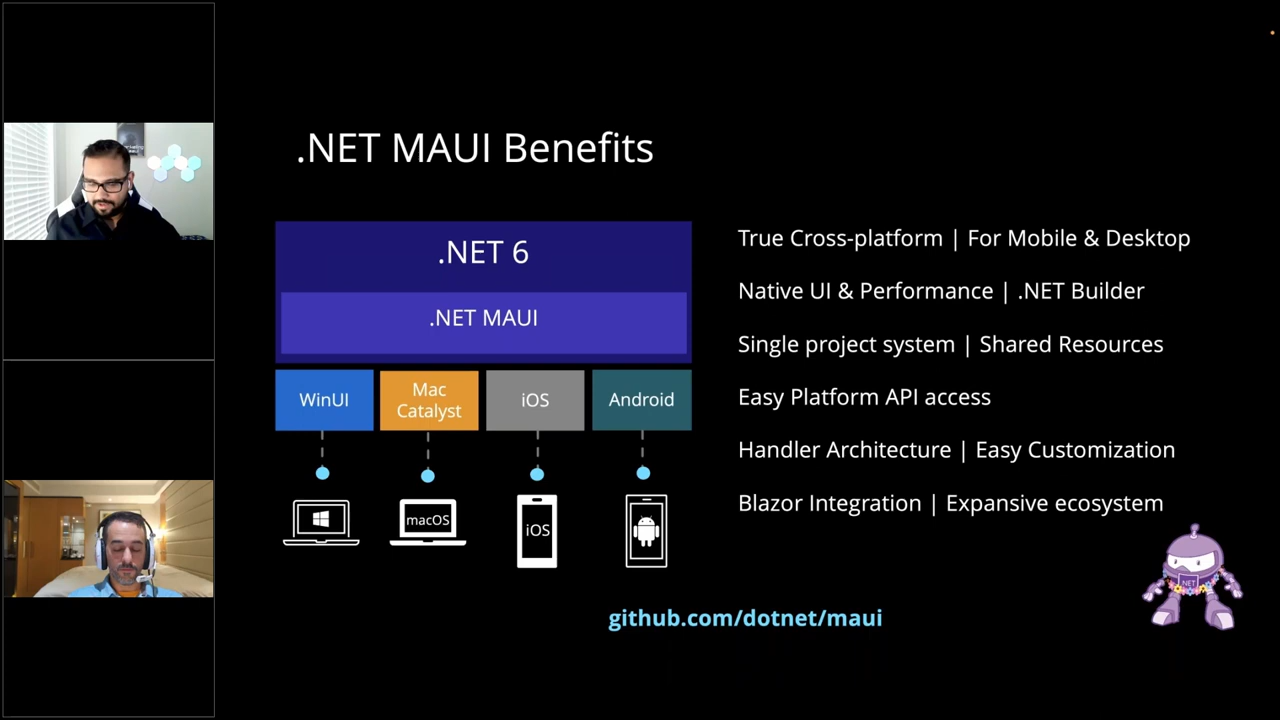 .NET MAUI Benefits
.NET 6
.NET MAUI
WinUI
Mac
Catalyst
iOS
Android
macOS
iOS
True Cross-platform | For Mobile & Desktop
Native UI & Performance | .NET Builder
Single project system | Shared Resources
Easy Platform API access
Handler Architecture | Easy Customization
Blazor Integration | Expansive ecosystem
.NET
github.com/dotnet/maui